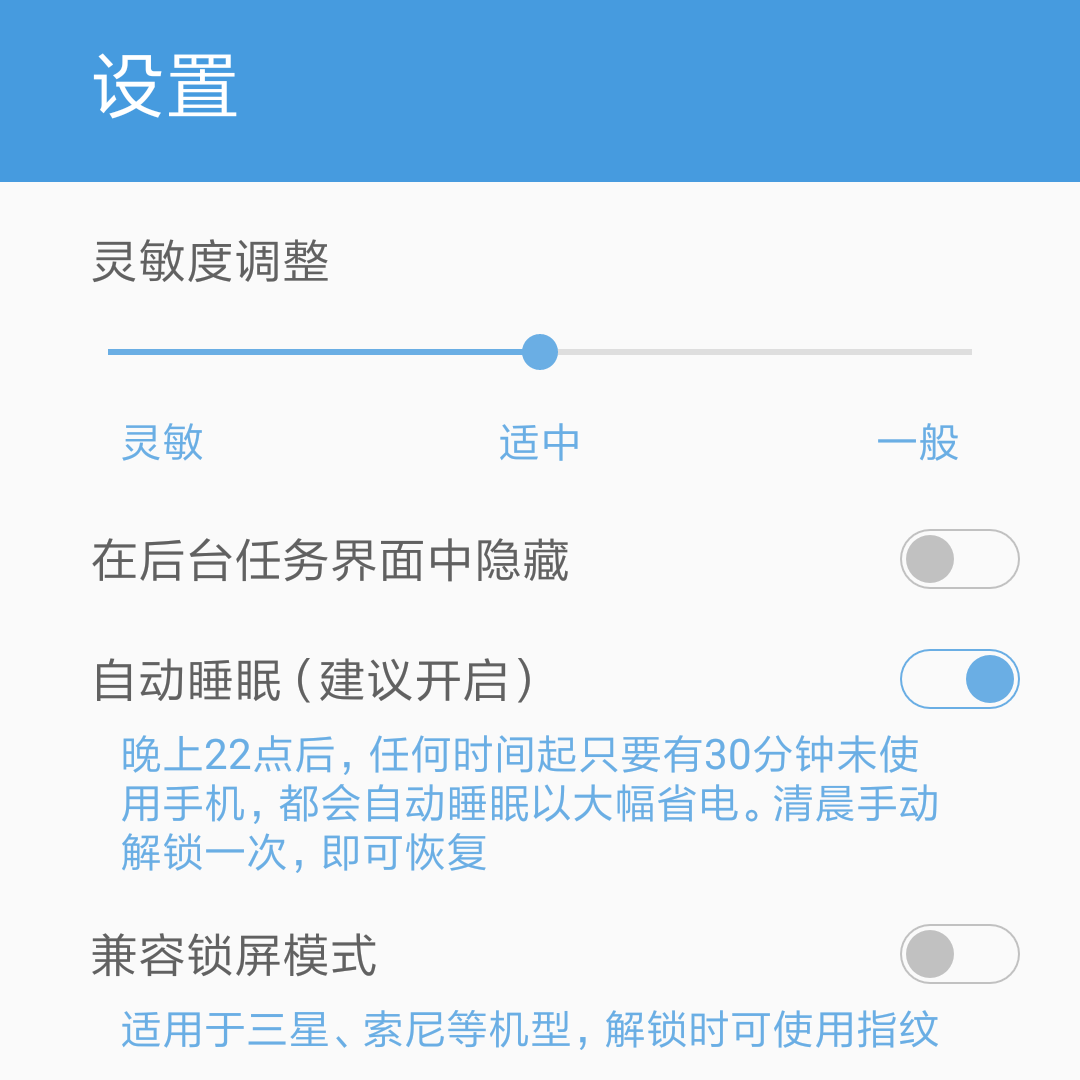 设置
灵敏度调整
灵敏 适中 一般
在后台任务界面中隐藏
自动睡眠（建议开启）
晚上22点后，任何时间起只要有30分钟未使
用手机，都会自动睡眠以大幅省电。清晨手动
解锁一次，即可恢复
兼容锁屏模式
适用于三星、索尼等机型，解锁时可使用指纹